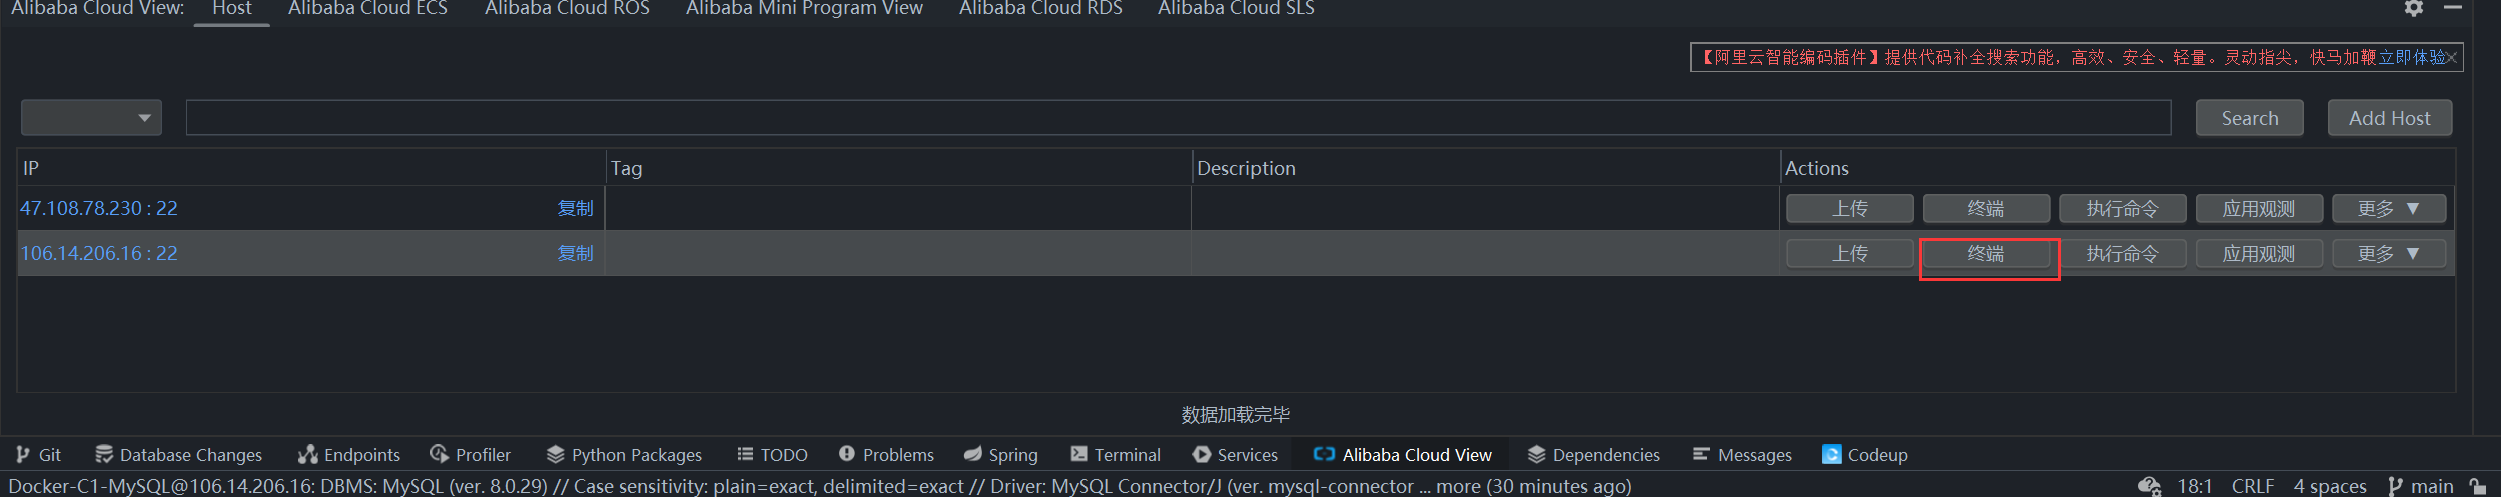 Alibaba Cloud View: Host Alibaba Cloud ECS Alibaba Cloud ROS Alibaba Mini Program View Alibaba Cloud RDS Alibaba Cloud SLS
【阿里云智能编码插件】提供代码补全搜索功能，高效、安全、轻量。灵动指尖，快马加鞭立即体验
Search Add Host
IP Tag Description Actions
47.108.78.230 : 22 复制 上传 终端 执行命令 应用观测 更多 ▼
106.14.206.16 : 22 复制 上传 终端 执行命令 应用观测 更多 ▼
数据加载完毕
Git Database Changes Endpoints Profiler Python Packages TODO Problems Spring Terminal Services Alibaba Cloud View Dependencies Messages Codeup
Docker-C1-MySQL@106.14.206.16: DBMS: MySQL (ver. 8.0.29) // Case sensitivity: plain=exact, delimited=exact // Driver: MySQL Connector/J (ver. mysql-connector ... more (30 minutes ago) 18:1 CRLF 4 spaces main